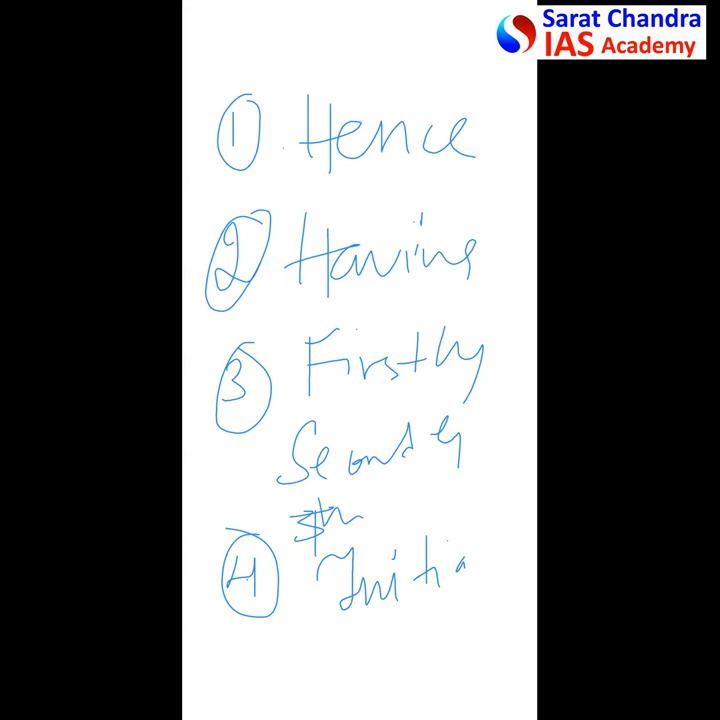 Sarat Chandra
IAS Academy
1 Hence
2 Having
3 Firstly
Secondly
4 Initia